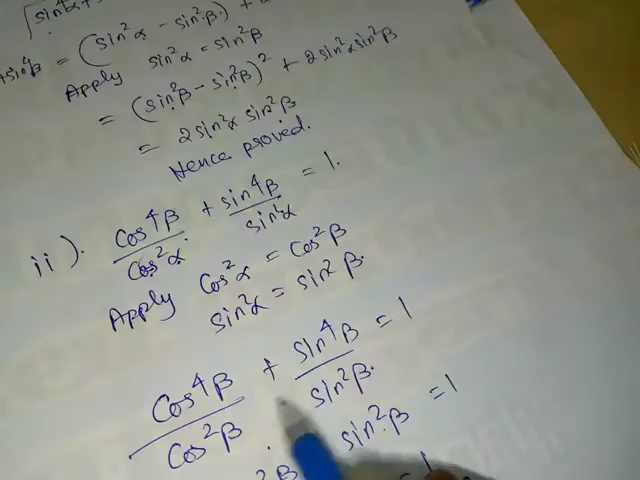 sin⁴β = (sin²α - sin²β) +
Apply sin²α = sin²β
= (sin²β - sin²β)² + 2sin²α sin²β
= 2sin²α sin²β
Hence proved.
ii). cos⁴β/cos²α + sin⁴β/sin²α = 1.
Apply cos²α = cos²β
sin²α = sin²β.
cos⁴β/cos²β + sin⁴β/sin²β. = 1
sin²β = 1